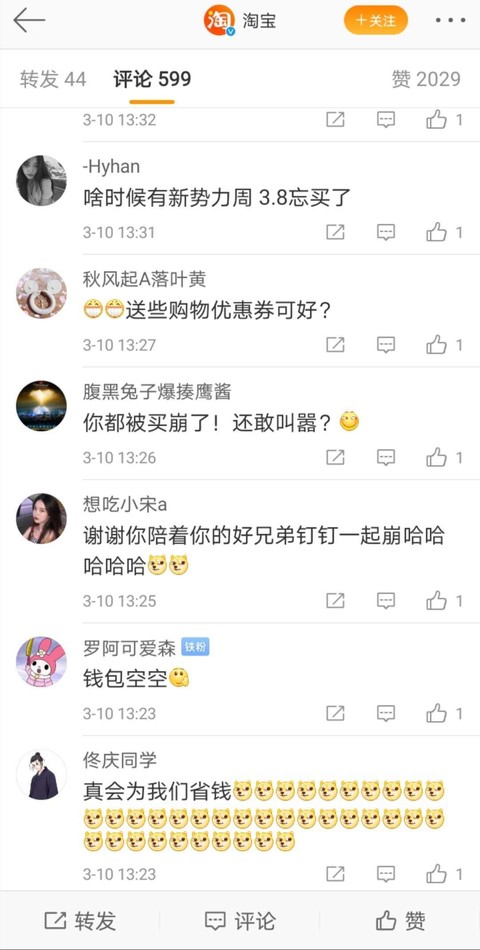 淘
淘宝
+关注
转发 44
评论 599
赞 2029
3-10 13:32
1
-Hyhan
啥时候有新势力周 3.8忘买了
3-10 13:31
1
秋风起A落叶黄
送些购物优惠券可好？
3-10 13:27
1
腹黑兔子爆揍鹰酱
你都被买崩了！还敢叫嚣？
3-10 13:26
1
想吃小宋a
谢谢你陪着你的好兄弟钉钉一起崩哈哈
哈哈哈
3-10 13:25
1
罗阿可爱森 铁粉
钱包空空
3-10 13:23
1
佟庆同学
真会为我们省钱
3-10 13:23
1
转发
评论
赞